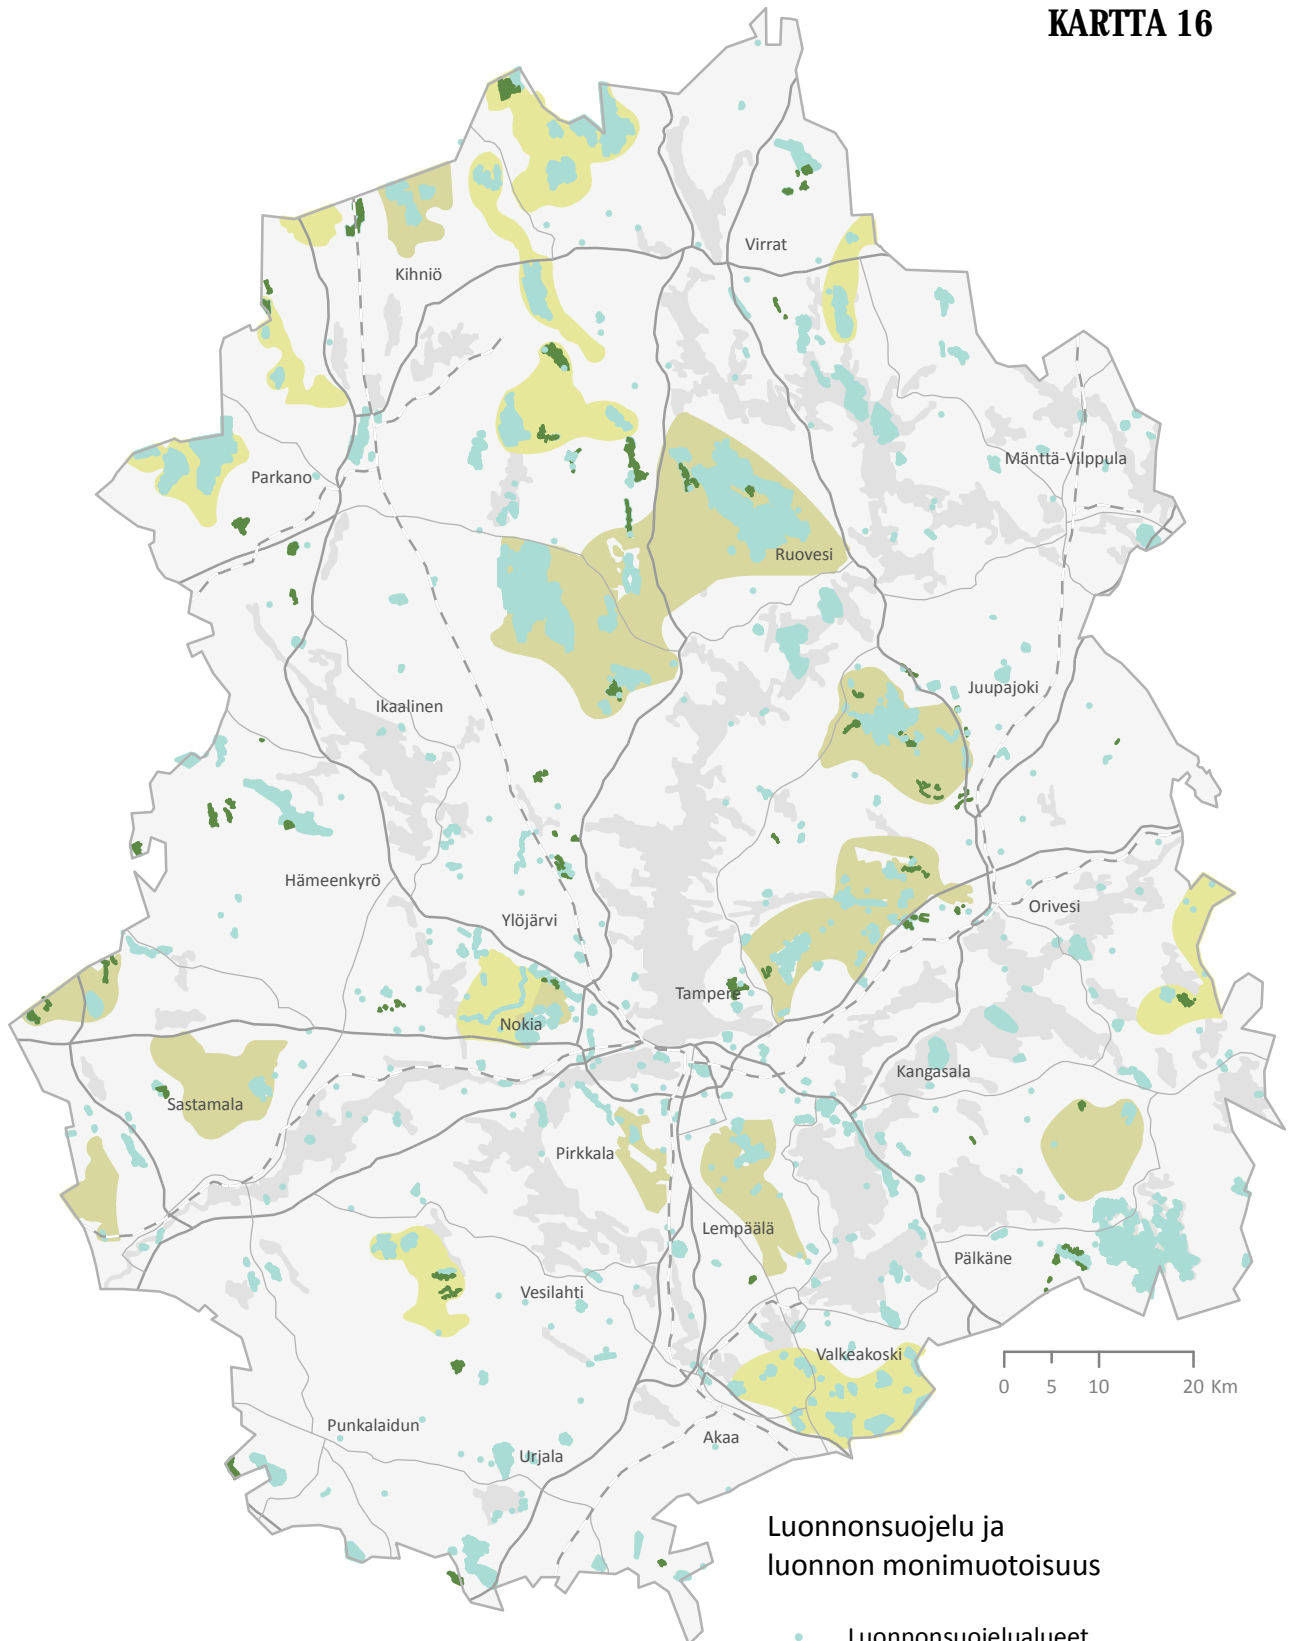 KARTTA 16
Virrat
Kihniö
Mänttä-Vilppula
Parkano
Ruovesi
Juupajoki
Ikaalinen
Hämeenkyrö
Orivesi
Ylöjärvi
Tampere
Nokia
Kangasala
Sastamala
Pirkkala
Lempäälä
Pälkäne
Vesilahti
Valkeakoski
0 5 10 20 Km
Punkalaidun
Akaa
Urjala
Luonnonsuojelu ja
luonnon monimuotoisuus
Luonnonsuojelualueet